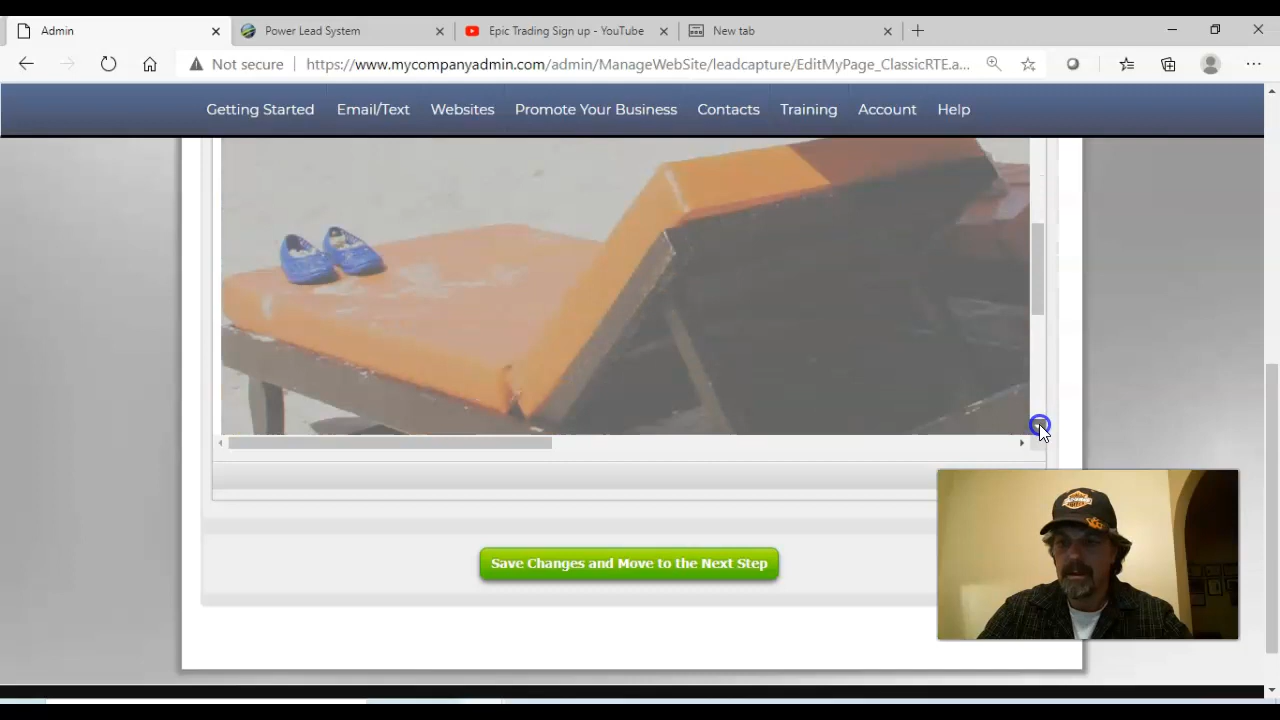 Admin
Power Lead System
Epic Trading Sign up - YouTube
New tab
Not secure
https://www.mycompanyadmin.com/admin/ManageWebSite/leadcapture/EditMyPage_ClassicRTE.a...
Getting Started Email/Text Websites Promote Your Business Contacts Training Account Help
Save Changes and Move to the Next Step